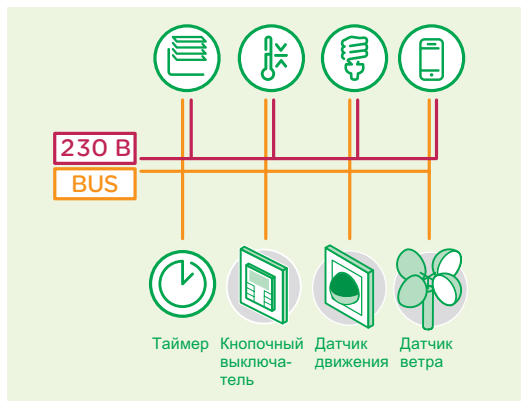 230 В
BUS
Таймер
Кнопочный
выключа-
тель
Датчик
движения
Датчик
ветра